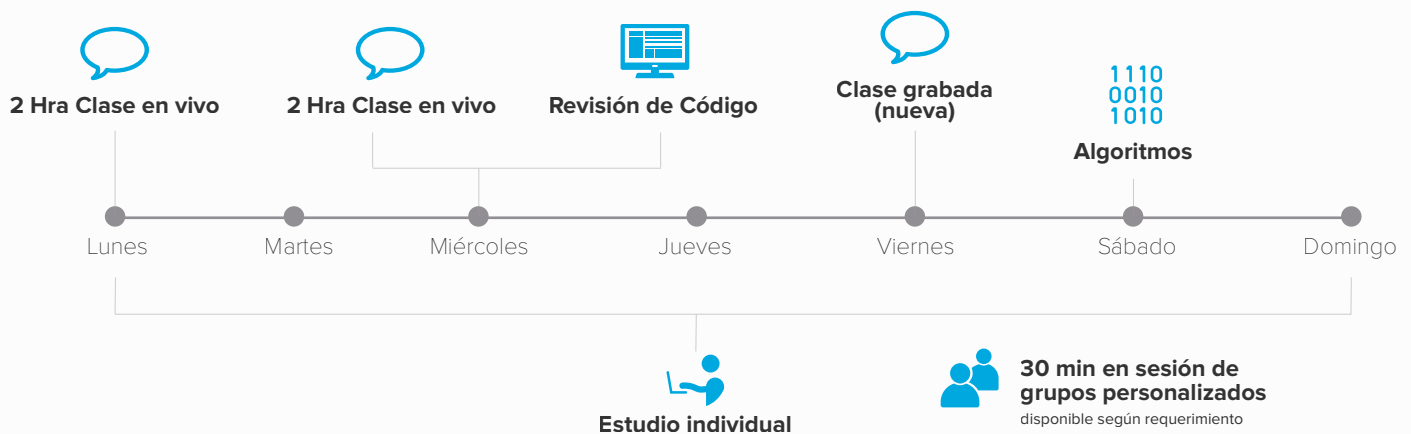 2 Hra Clase en vivo
2 Hra Clase en vivo
Revisión de Código
Clase grabada
(nueva)
1110
0010
1010
Algoritmos
Lunes
Martes
Miércoles
Jueves
Viernes
Sábado
Domingo
Estudio individual
30 min en sesión de
grupos personalizados
disponible según requerimiento